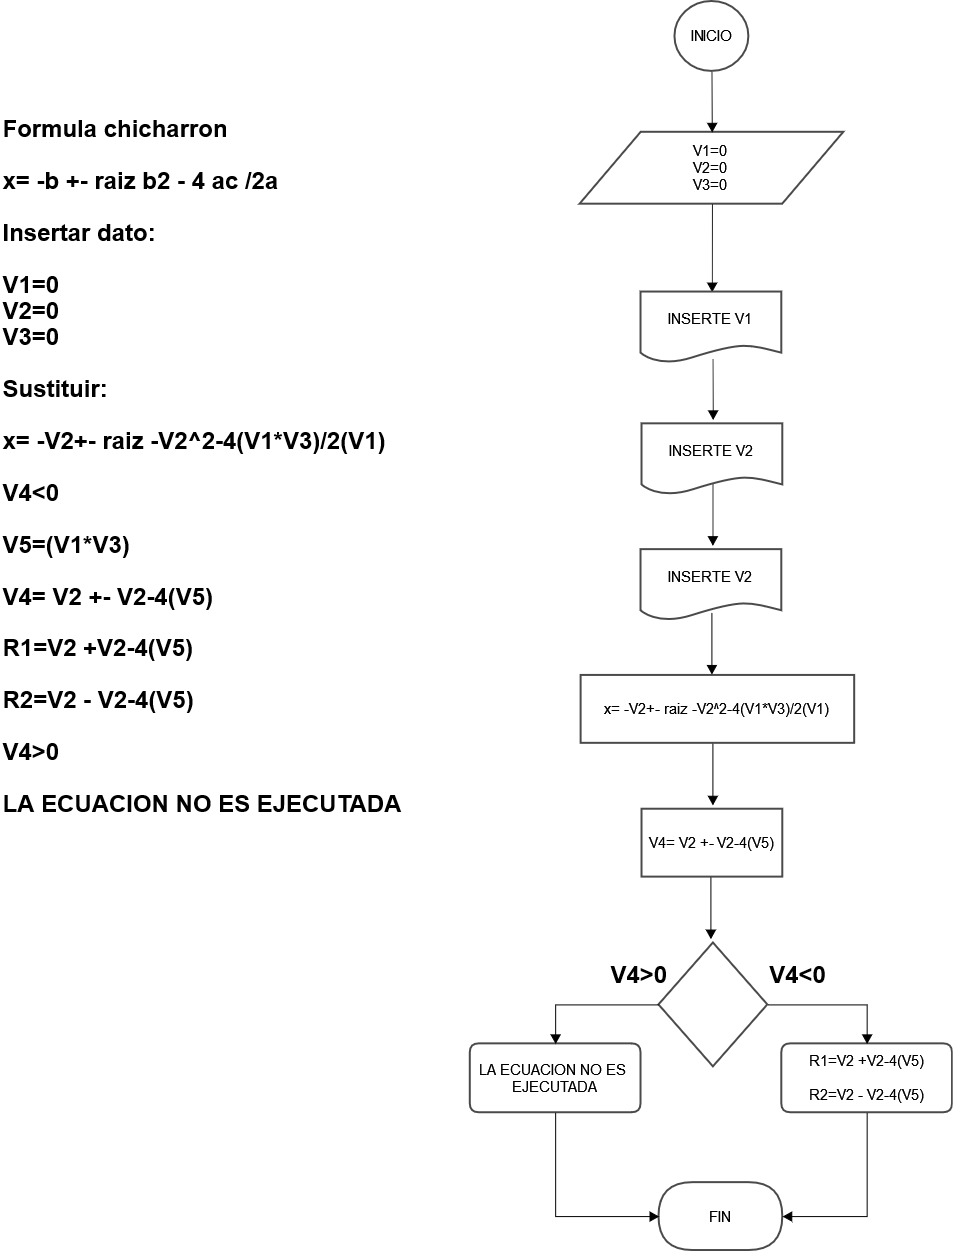 Formula chicharron
x= -b +- raiz b2 - 4 ac /2a
Insertar dato:
V1=0
V2=0
V3=0
Sustituir:
x= -V2+- raiz -V2^2-4(V1*V3)/2(V1)
V4<0
V5=(V1*V3)
V4= V2 +- V2-4(V5)
R1=V2 +V2-4(V5)
R2=V2 - V2-4(V5)
V4>0
LA ECUACION NO ES EJECUTADA
INICIO
V1=0
V2=0
V3=0
INSERTE V1
INSERTE V2
INSERTE V2
x= -V2+- raiz -V2^2-4(V1*V3)/2(V1)
V4= V2 +- V2-4(V5)
V4>0
V4<0
LA ECUACION NO ES
EJECUTADA
R1=V2 +V2-4(V5)
R2=V2 - V2-4(V5)
FIN